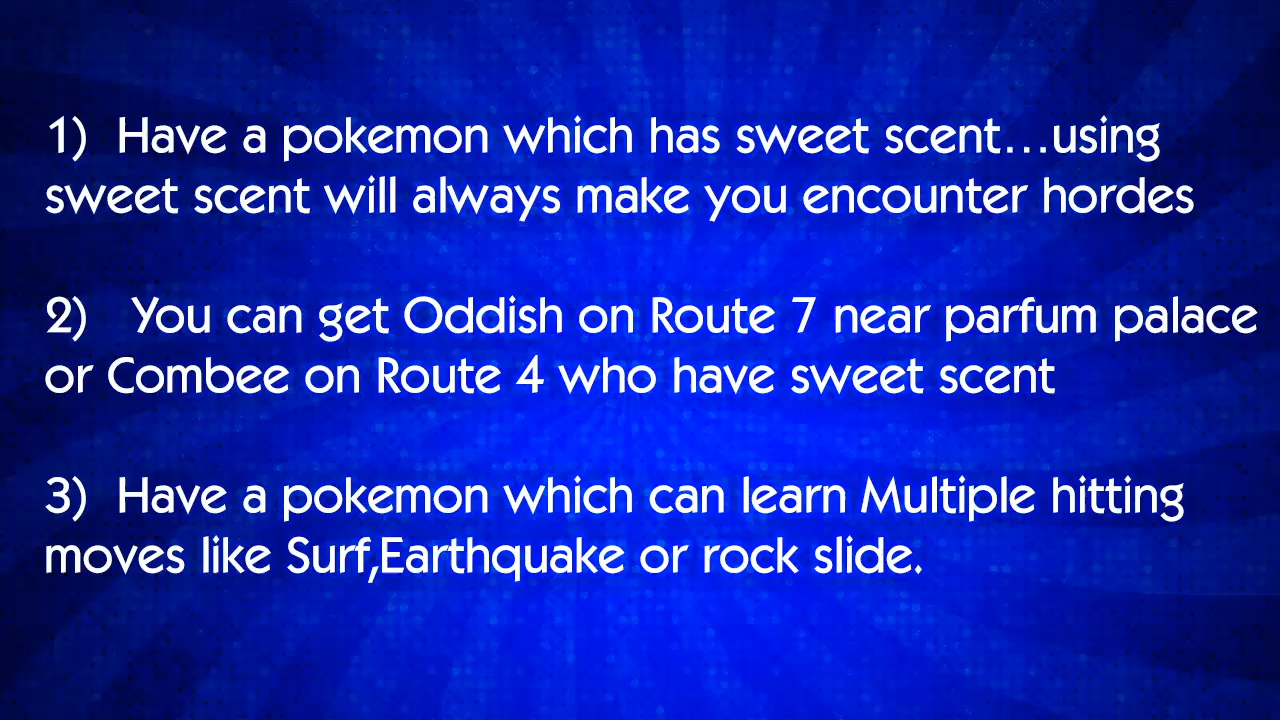 1)  Have a pokemon which has sweet scent...using
sweet scent will always make you encounter hordes
2)   You can get Oddish on Route 7 near parfum palace
or Combee on Route 4 who have sweet scent
3)  Have a pokemon which can learn Multiple hitting
moves like Surf,Earthquake or rock slide.